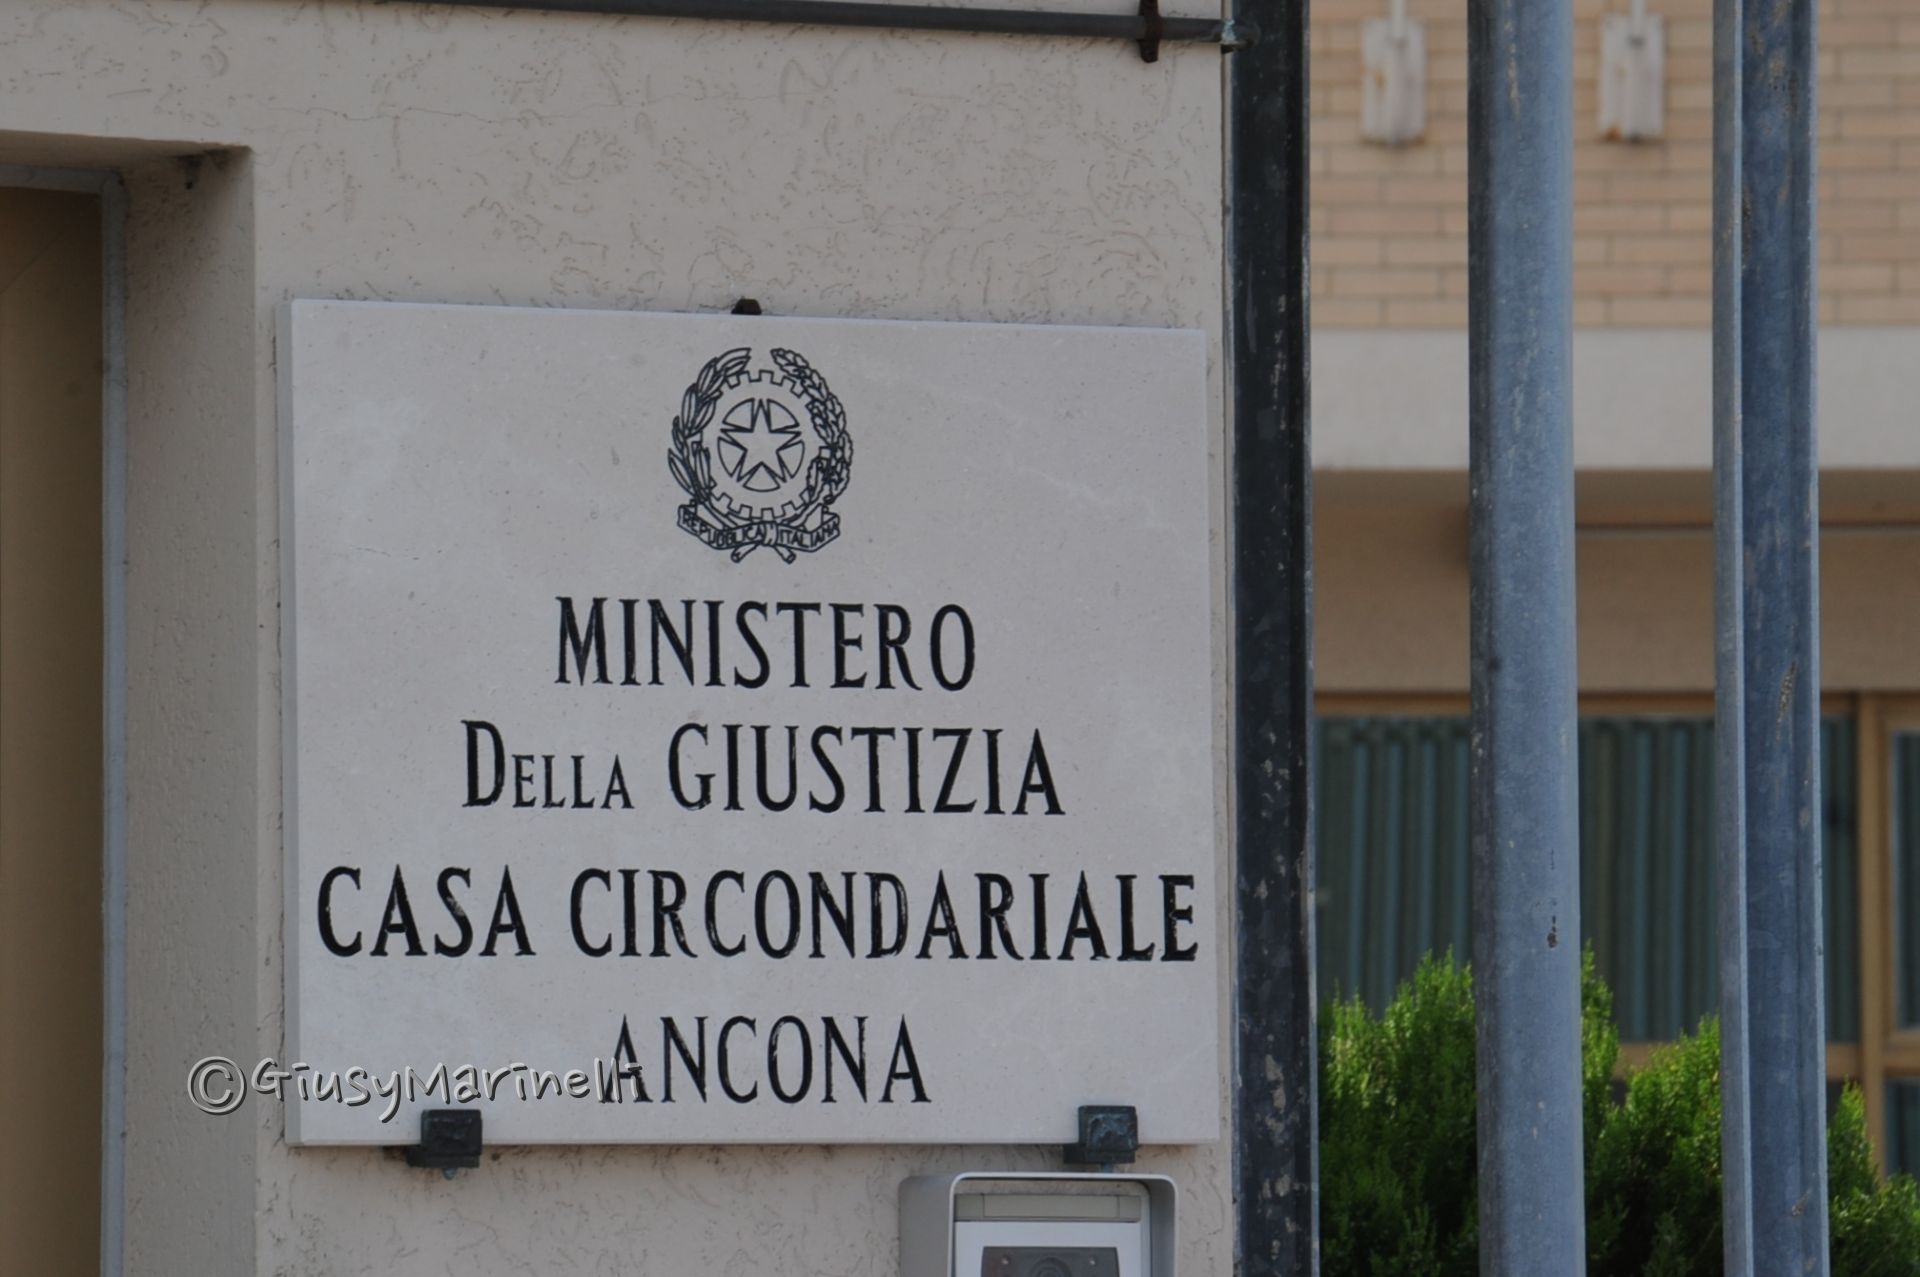 REPUBBLICA ITALIANA
MINISTERO
DELLA GIUSTIZIA
CASA CIRCONDARIALE
ANCONA
©GiusyMarinelli